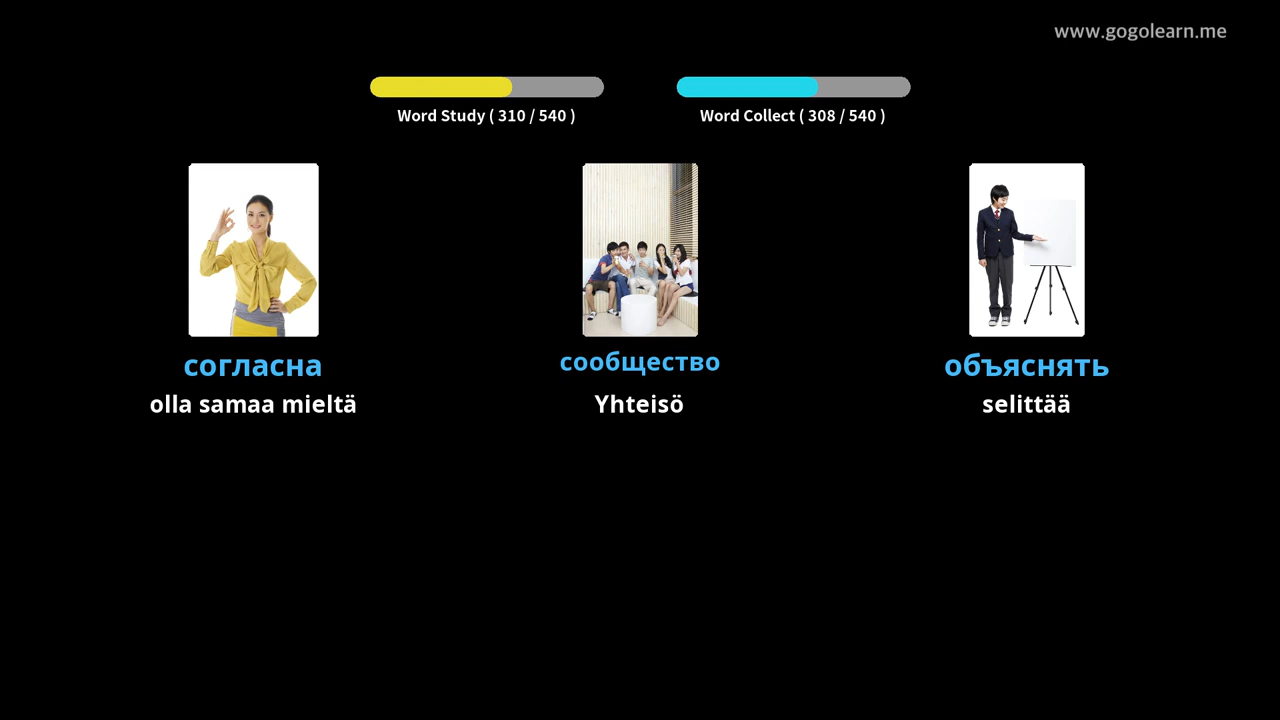 www.gogolearn.me
Word Study ( 310 / 540 )
Word Collect ( 308 / 540 )
согласна
сообщество
объяснять
olla samaa mieltä
Yhteisö
selittää